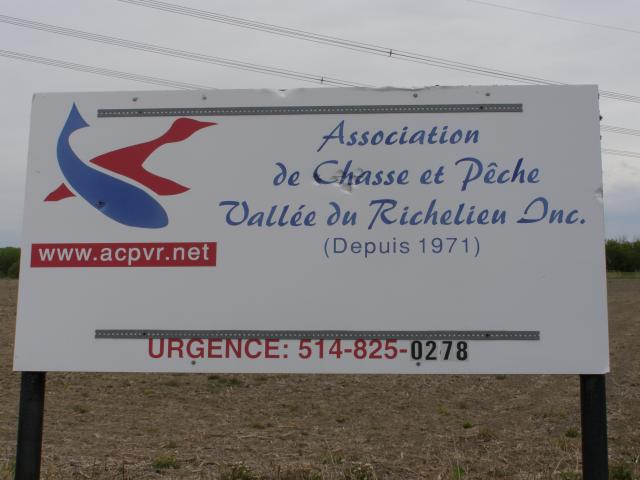 Association
de Chasse et Pêche
Vallée du Richelieu Inc.
(Depuis 1971)
www.acpvr.net
URGENCE: 514-825-0278